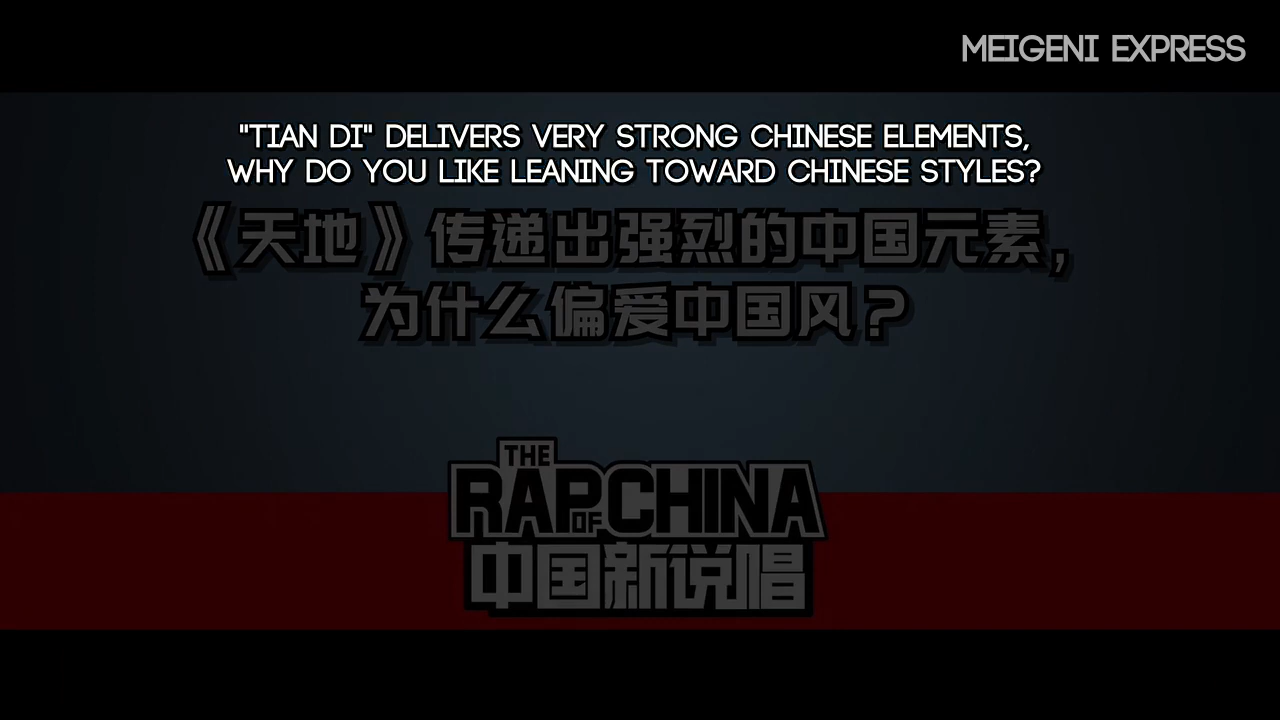 MEIGENI EXPRESS
"TIAN DI" DELIVERS VERY STRONG CHINESE ELEMENTS,
WHY DO YOU LIKE LEANING TOWARD CHINESE STYLES?
《天地》传递出强烈的中国元素，
为什么偏爱中国风？
THE
RAP OF CHINA
中国新说唱